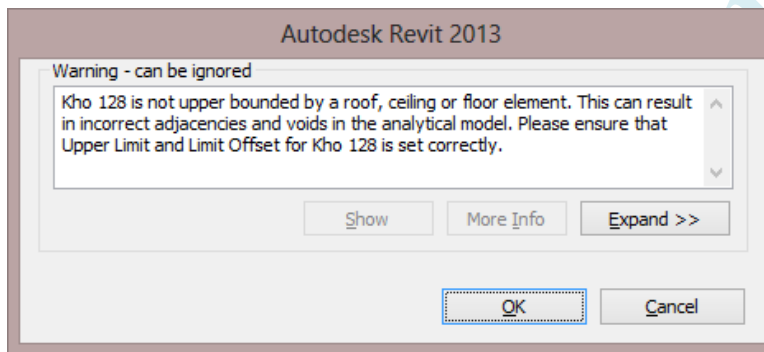 Autodesk Revit 2013
Warning - can be ignored
Kho 128 is not upper bounded by a roof, ceiling or floor element. This can result
in incorrect adjacencies and voids in the analytical model. Please ensure that
Upper Limit and Limit Offset for Kho 128 is set correctly.
Show More Info Expand >>
OK Cancel